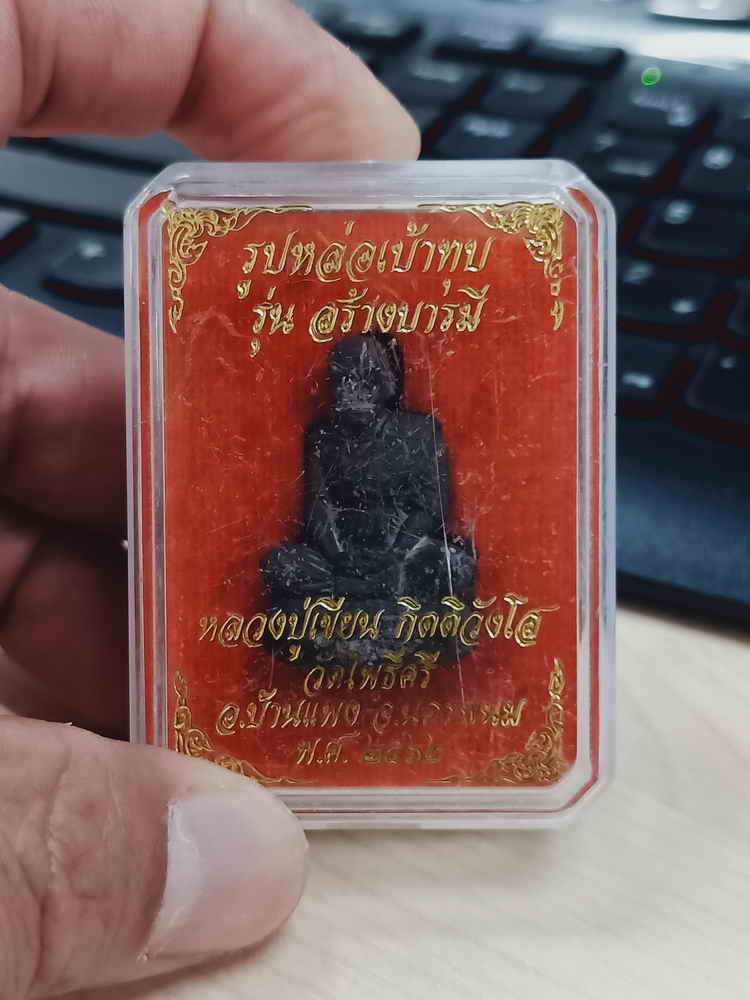 รูปหล่อเบ้าทุบ
รุ่น สร้างบารมี
หลวงปู่เขียน กิตติวังโส
วัดโพธิ์ศรี
อ.บ้านแพง จ.นครพนม
พ.ศ. ๒๕๖๒